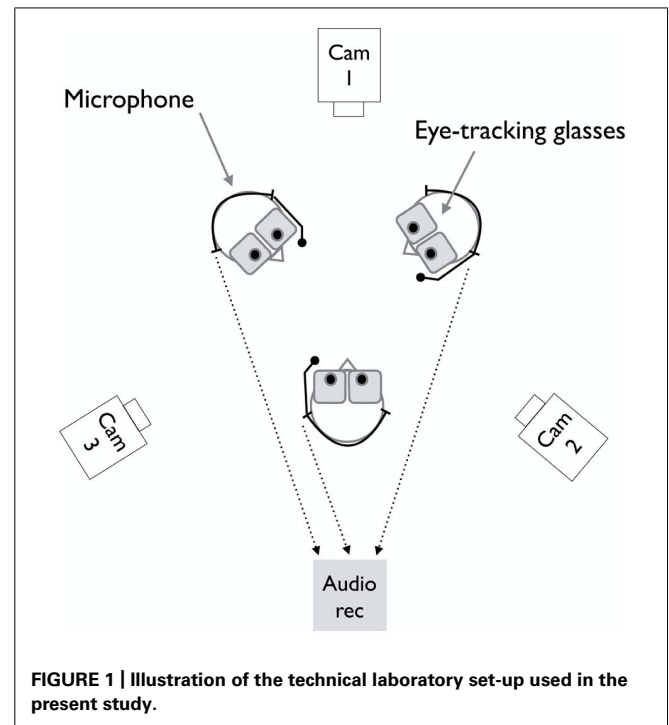 Cam
1
Microphone
Eye-tracking glasses
Cam
3
Cam
2
Audio
rec
FIGURE 1 | Illustration of the technical laboratory set-up used in the
present study.